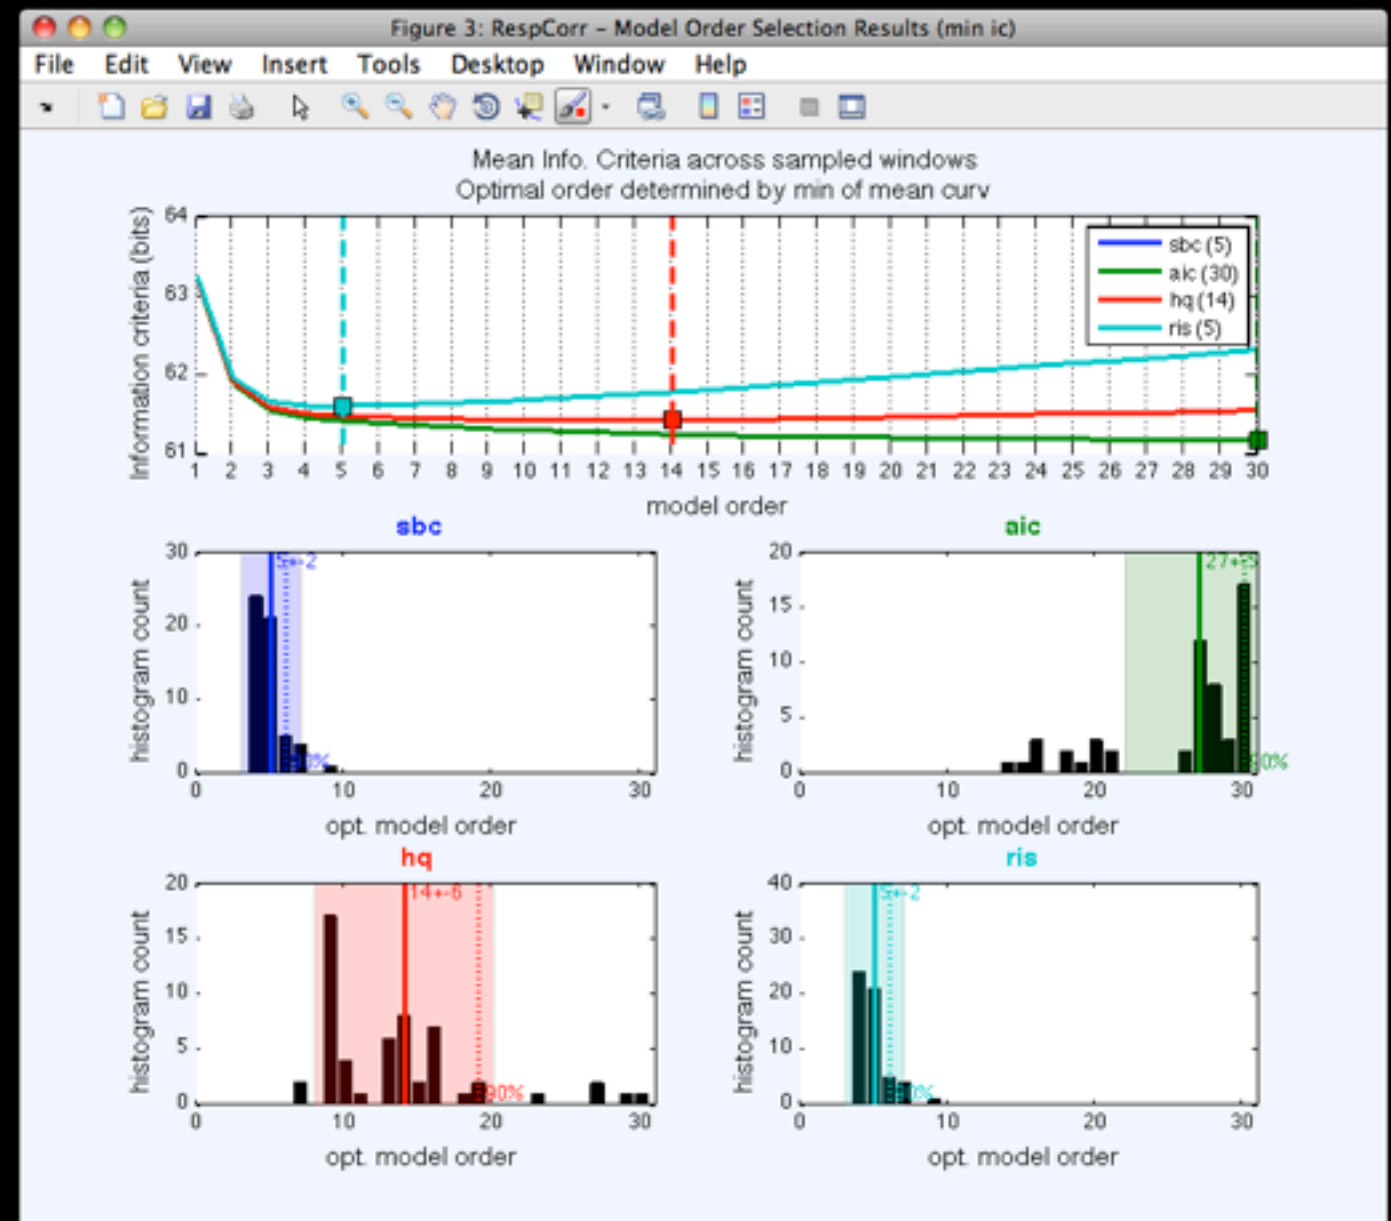 Figure 3: RespCorr – Model Order Selection Results (min ic)
File Edit View Insert Tools Desktop Window Help
Mean Info. Criteria across sampled windows
Optimal order determined by min of mean curv
Information criteria (bits)
64
63
62
61
1 2 3 4 5 6 7 8 9 10 11 12 13 14 15 16 17 18 19 20 21 22 23 24 25 26 27 28 29 30
model order
sbc (5)
aic (30)
hq (14)
ris (5)
sbc
histogram count
30
20
10
0
0 10 20 30
5+-2
opt. model order
aic
histogram count
20
15
10
5
0
0 10 20 30
27+-5
90%
opt. model order
hq
histogram count
20
15
10
5
0
0 10 20 30
14+-6
90%
opt. model order
ris
histogram count
40
30
20
10
0
0 10 20 30
5+-2
opt. model order